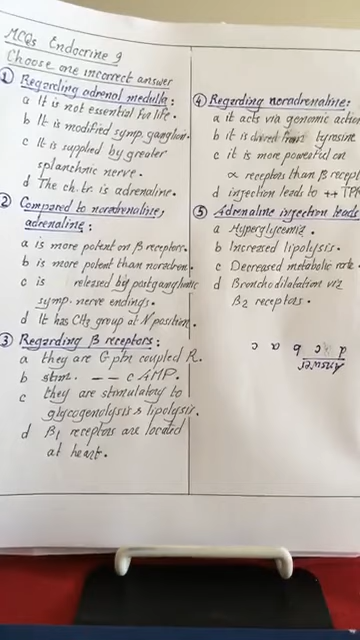 MCQs Endocrine 9
Choose one incorrect answer
① Regarding adrenal medulla:
a It is not essential for life.
b It is modified symp. ganglion.
c It is supplied by greater
splanchnic nerve.
d The ch.tr. is adrenaline.
② Compared to noradrenaline,
adrenaline:
a is more potent on β receptors.
b is more potent than noradren.
c is released by postganglionic
symp. nerve endings.
d It has CH3 group at N position.
③ Regarding β receptors:
a they are G ptn coupled R.
b stim. — — c AMP.
c they are stimulatory to
glycogenolysis & lipolysis.
d β1 receptors are located
at heart.
④ Regarding noradrenaline:
a it acts via genomic action
b it is derived from tyrosine
c it is more powerful on
α receptors than β recept
d injection leads to ++ TPR
⑤ Adrenaline injection leads
a Hyperglycemia.
b Increased lipolysis.
c Decreased metabolic rate.
d Bronchodilatation via
β2 receptors.
Answer
d c b a c